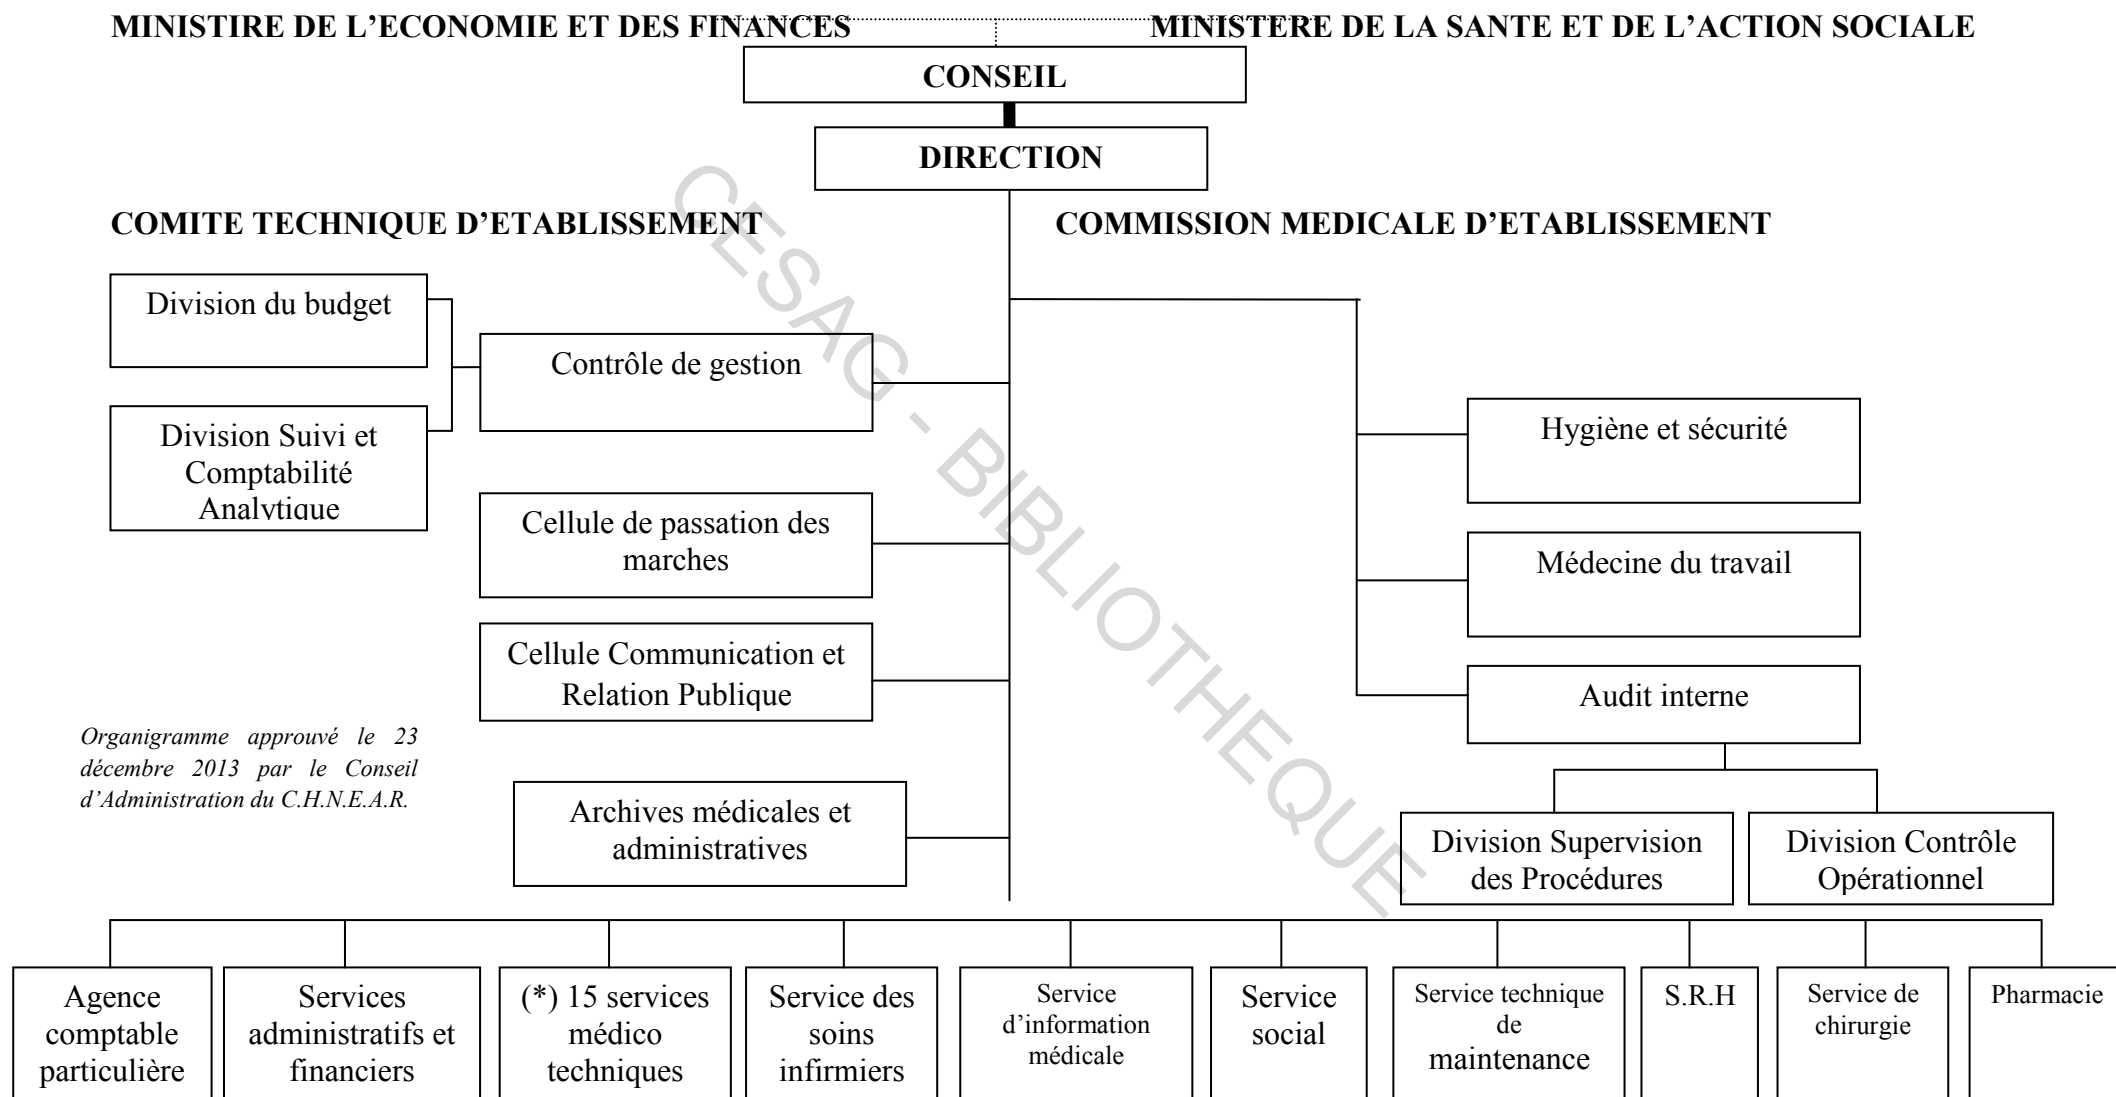 MINISTIRE DE L’ECONOMIE ET DES FINANCES
MINISTERE DE LA SANTE ET DE L’ACTION SOCIALE
CONSEIL
DIRECTION
COMITE TECHNIQUE D’ETABLISSEMENT
COMMISSION MEDICALE D’ETABLISSEMENT
Division du budget
Contrôle de gestion
Division Suivi et
Comptabilité
Analytique
Hygiène et sécurité
Cellule de passation des
marches
Médecine du travail
Cellule Communication et
Relation Publique
Audit interne
Organigramme approuvé le 23
décembre 2013 par le Conseil
d’Administration du C.H.N.E.A.R.
Archives médicales et
administratives
Division Supervision
des Procédures
Division Contrôle
Opérationnel
Agence
comptable
particulière
Services
administratifs et
financiers
(*) 15 services
médico
techniques
Service des
soins
infirmiers
Service
d’information
médicale
Service
social
Service technique
de
maintenance
S.R.H
Service de
chirurgie
Pharmacie
CESAG - BIBLIOTHEQUE